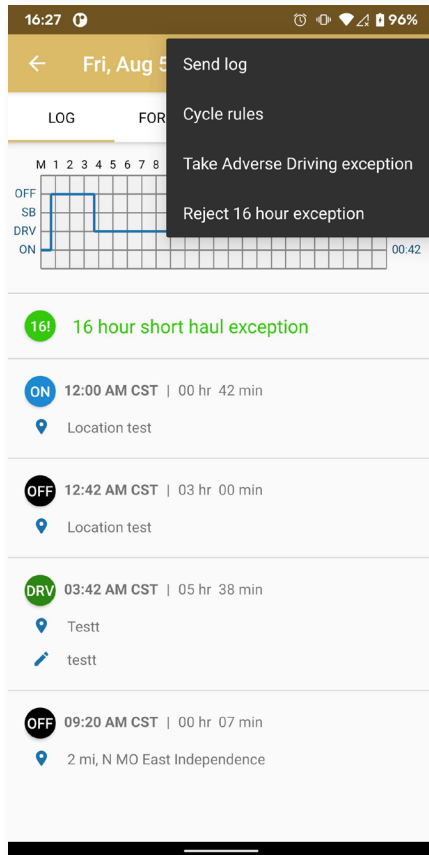 16:27 96%
Fri, Aug 5
Send log
Cycle rules
Take Adverse Driving exception
Reject 16 hour exception
LOG FOR
M 1 2 3 4 5 6 7 8
OFF
SB
DRV
ON 00:42
16! 16 hour short haul exception
ON 12:00 AM CST | 00 hr 42 min
Location test
OFF 12:42 AM CST | 03 hr 00 min
Location test
DRV 03:42 AM CST | 05 hr 38 min
Testt
testt
OFF 09:20 AM CST | 00 hr 07 min
2 mi, N MO East Independence